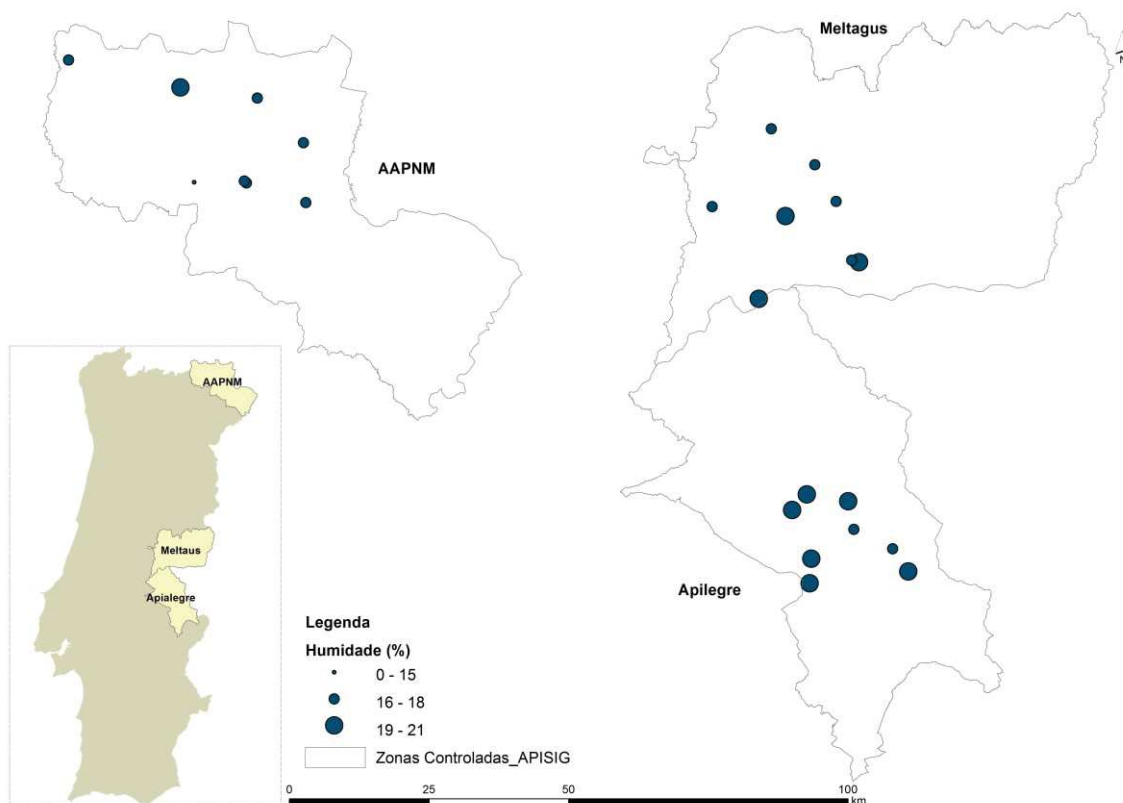 Meltagus
N
AAPNM
AAPNM
Meltaus
Apialegre
Apilegre
Legenda
Humidade (%)
0 - 15
16 - 18
19 - 21
Zonas Controladas_APISIG
0 25 50 100
km